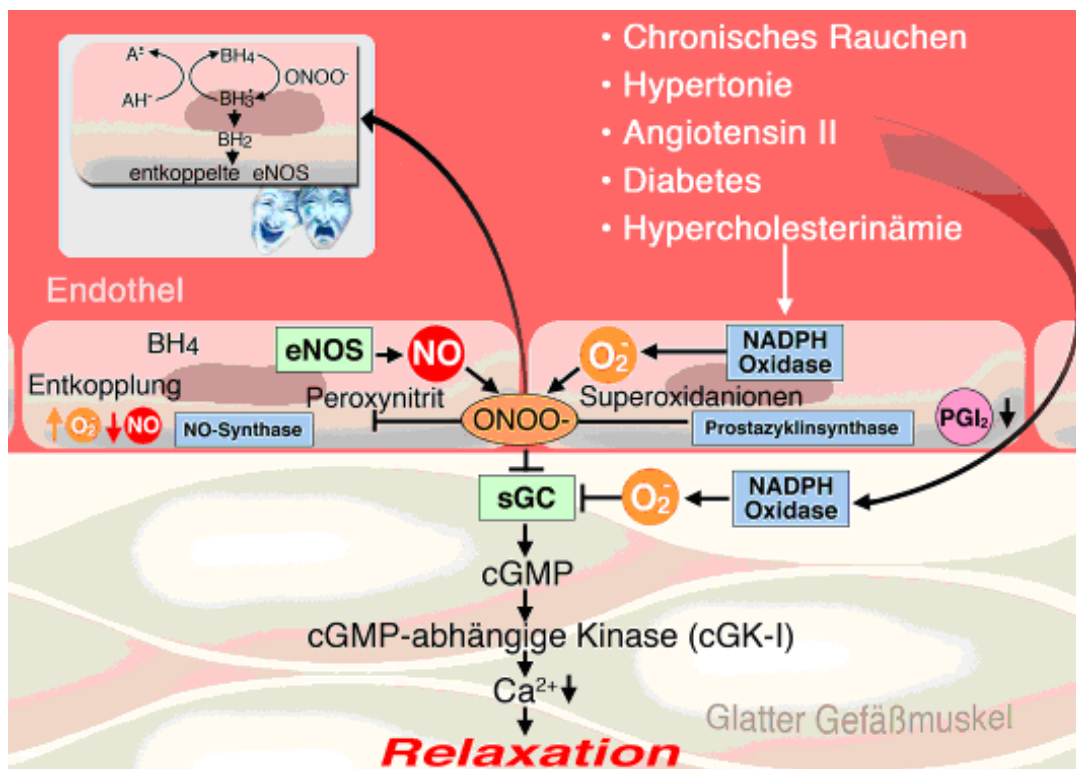 A⨪
BH4
ONOO-
AH-
BH3⨪
BH2
entkoppelte eNOS
• Chronisches Rauchen
• Hypertonie
• Angiotensin II
• Diabetes
• Hypercholesterinämie
Endothel
BH4
eNOS
NO
O2-
NADPH
Oxidase
Entkopplung
Peroxynitrit
Superoxidanionen
O2-
NO
NO-Synthase
ONOO-
Prostazyklinsynthase
PGI2
sGC
O2-
NADPH
Oxidase
cGMP
cGMP-abhängige Kinase (cGK-I)
Ca2+
Glatter Gefäßmuskel
Relaxation